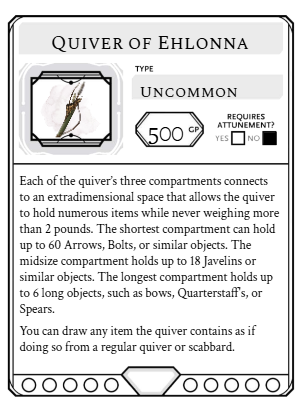 Quiver of Ehlonna
TYPE
Uncommon
500 GP
REQUIRES
ATTUNEMENT?
YES NO
Each of the quiver's three compartments connects
to an extradimensional space that allows the quiver
to hold numerous items while never weighing more
than 2 pounds. The shortest compartment can hold
up to 60 Arrows, Bolts, or similar objects. The
midsize compartment holds up to 18 Javelins or
similar objects. The longest compartment holds up
to 6 long objects, such as bows, Quarterstaffs, or
Spears.
You can draw any item the quiver contains as if
doing so from a regular quiver or scabbard.